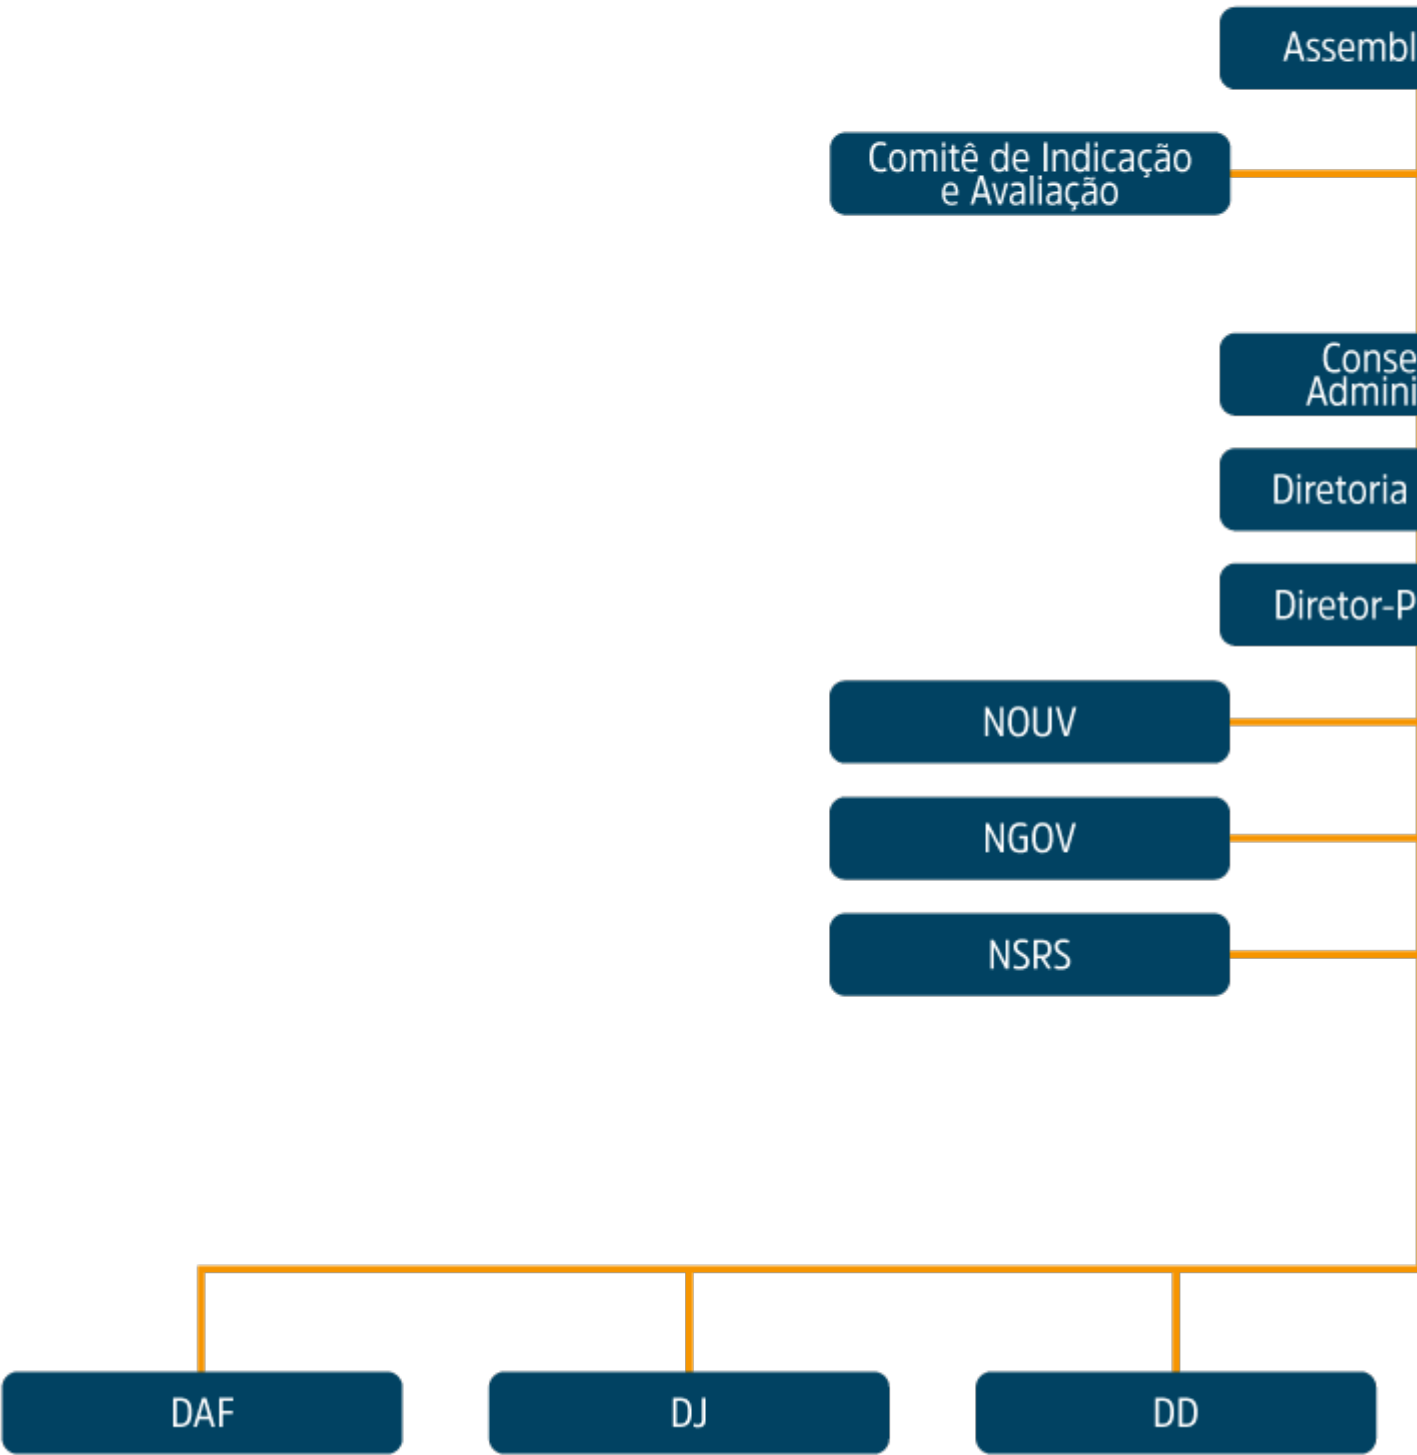 Assembl
Comitê de Indicação
e Avaliação
Conse
Admini
Diretoria
Diretor-P
NOUV
NGOV
NSRS
DAF
DJ
DD